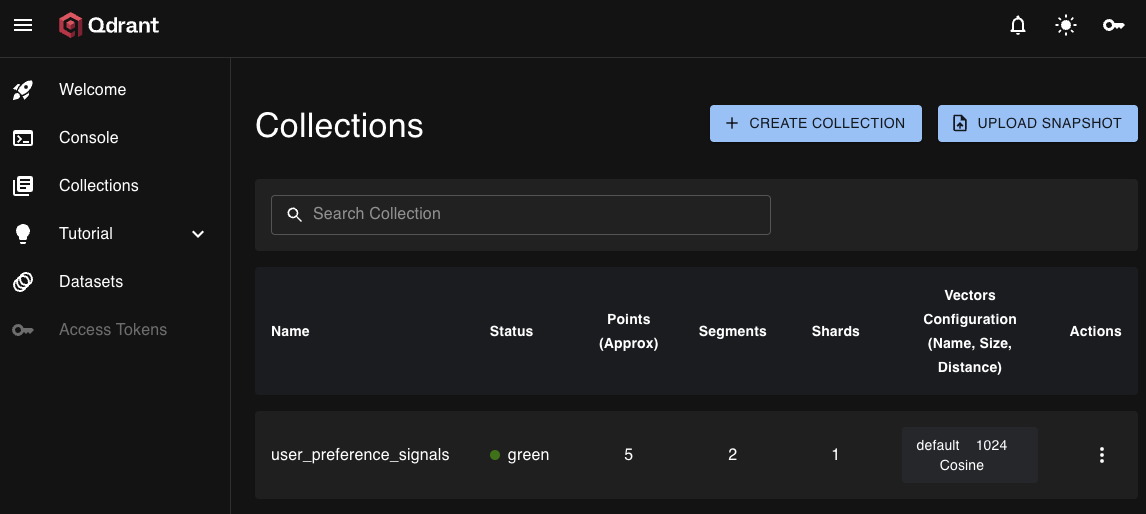 Qdrant
Welcome
Console
Collections
Tutorial
Datasets
Access Tokens
Collections
CREATE COLLECTION
UPLOAD SNAPSHOT
Search Collection
Name
Status
Points
(Approx)
Segments
Shards
Vectors
Configuration
(Name, Size,
Distance)
Actions
user_preference_signals
green
5
2
1
default 1024
Cosine